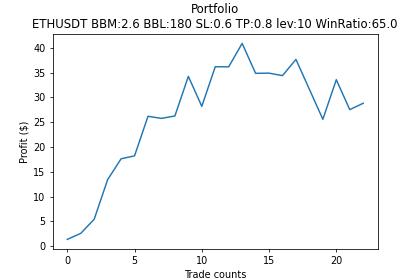 Portfolio
ETHUSDT BBM:2.6 BBL:180 SL:0.6 TP:0.8 lev:10 WinRatio:65.0
40
35
30
25
20
15
10
5
0
Profit ($)
0 5 10 15 20
Trade counts